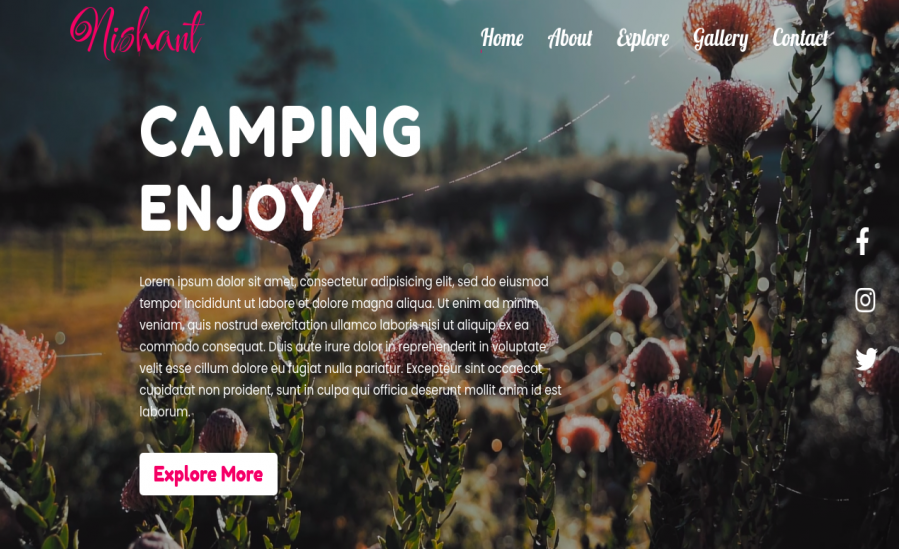 Nishant
Home About Explore Gallery Contact
CAMPING
ENJOY
Lorem ipsum dolor sit amet, consectetur adipisicing elit, sed do eiusmod
tempor incididunt ut labore et dolore magna aliqua. Ut enim ad minim
veniam, quis nostrud exercitation ullamco laboris nisi ut aliquip ex ea
commodo consequat. Duis aute irure dolor in reprehenderit in voluptate
velit esse cillum dolore eu fugiat nulla pariatur. Excepteur sint occaecat
cupidatat non proident, sunt in culpa qui officia deserunt mollit anim id est
laborum.
Explore More